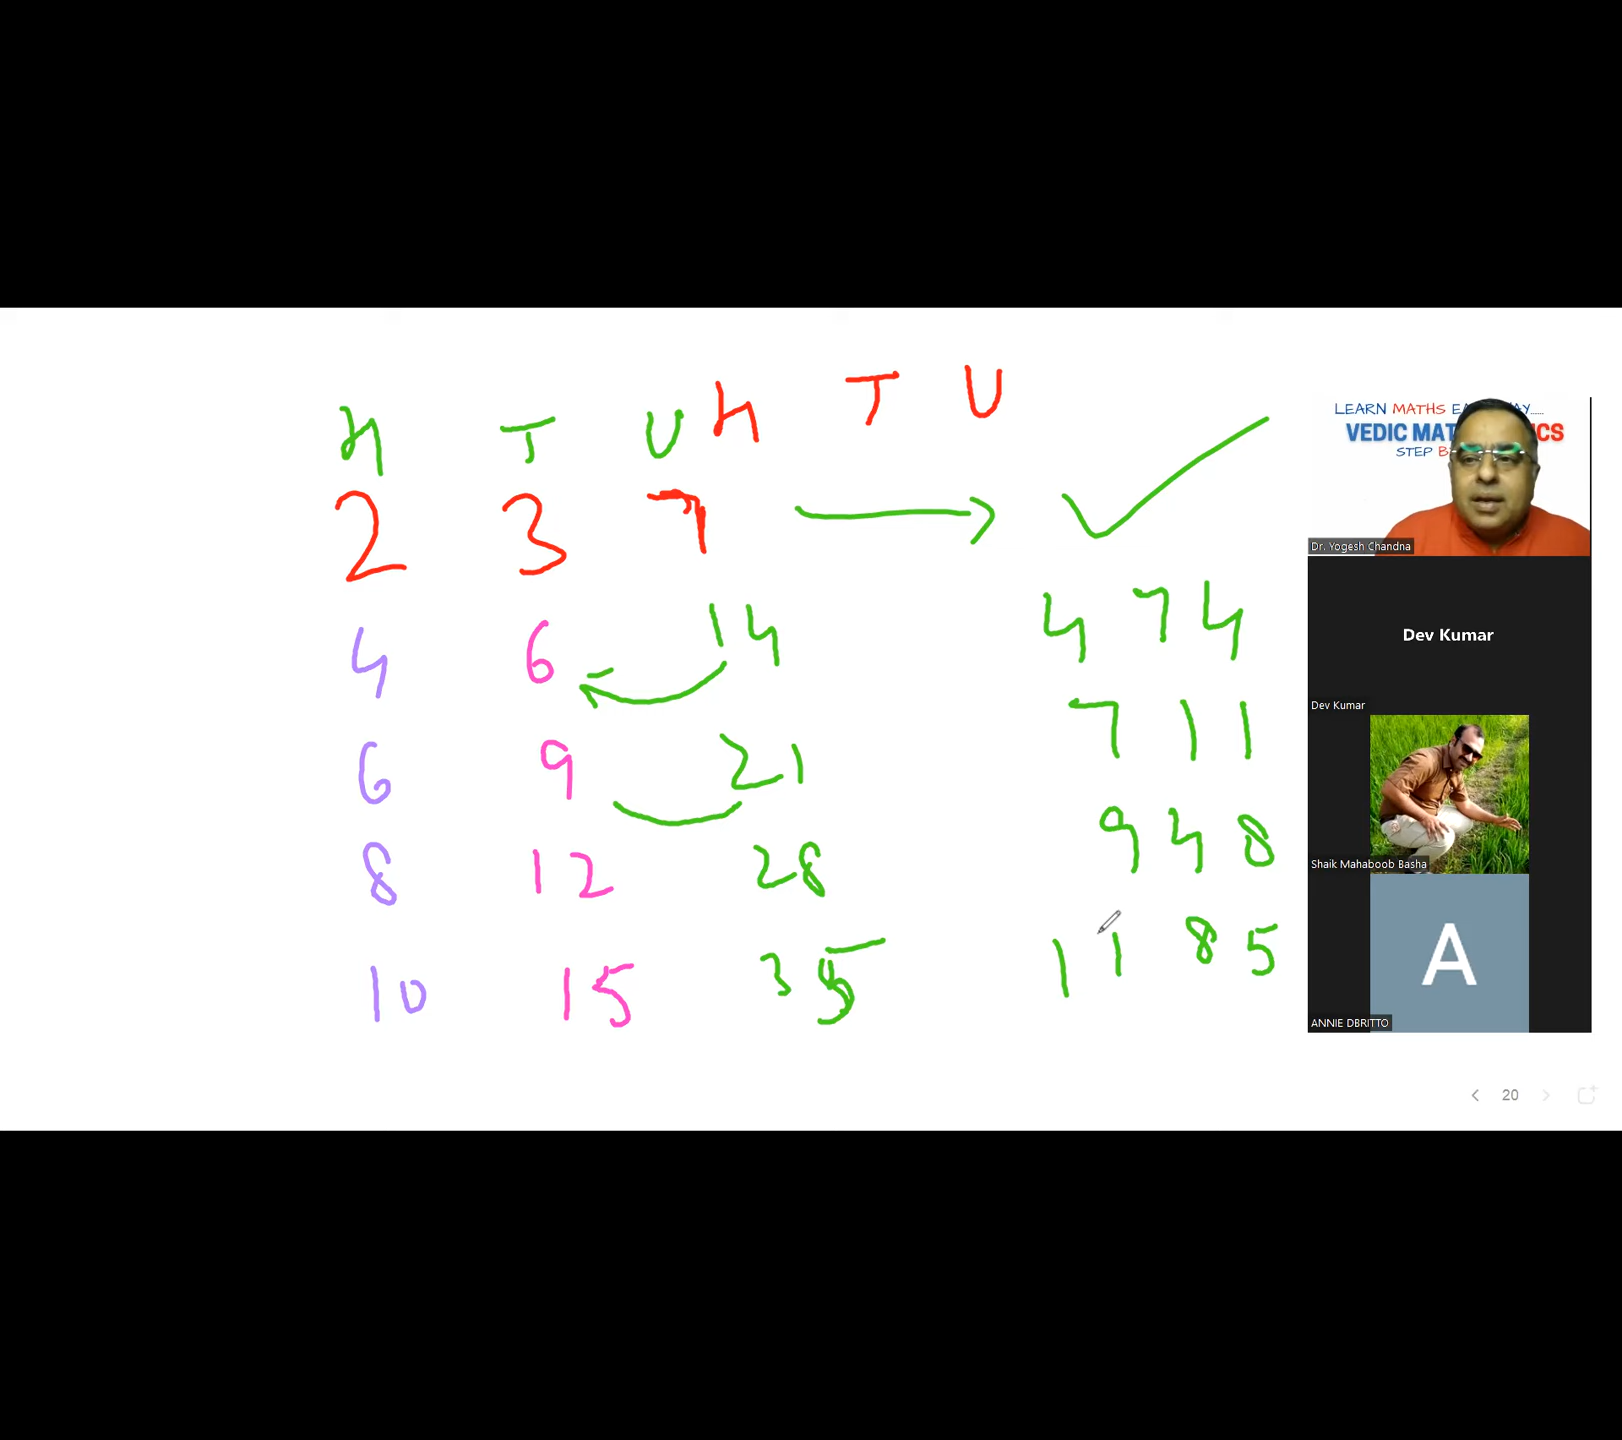 H T U H T U
2 3 7
4 6 14 474
6 9 21 711
8 12 28 948
10 15 35 1185
LEARN MATHS
VEDIC MAT ICS
STEP
Dr. Yogesh Chandna
Dev Kumar
Dev Kumar
Shaik Mahaboob Basha
A
ANNIE DBRITTO
20